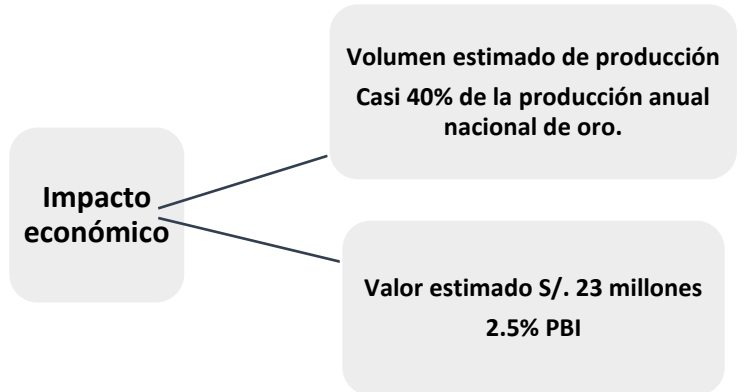 Impacto
económico
Volumen estimado de producción
Casi 40% de la producción anual
nacional de oro.
Valor estimado S/. 23 millones
2.5% PBI